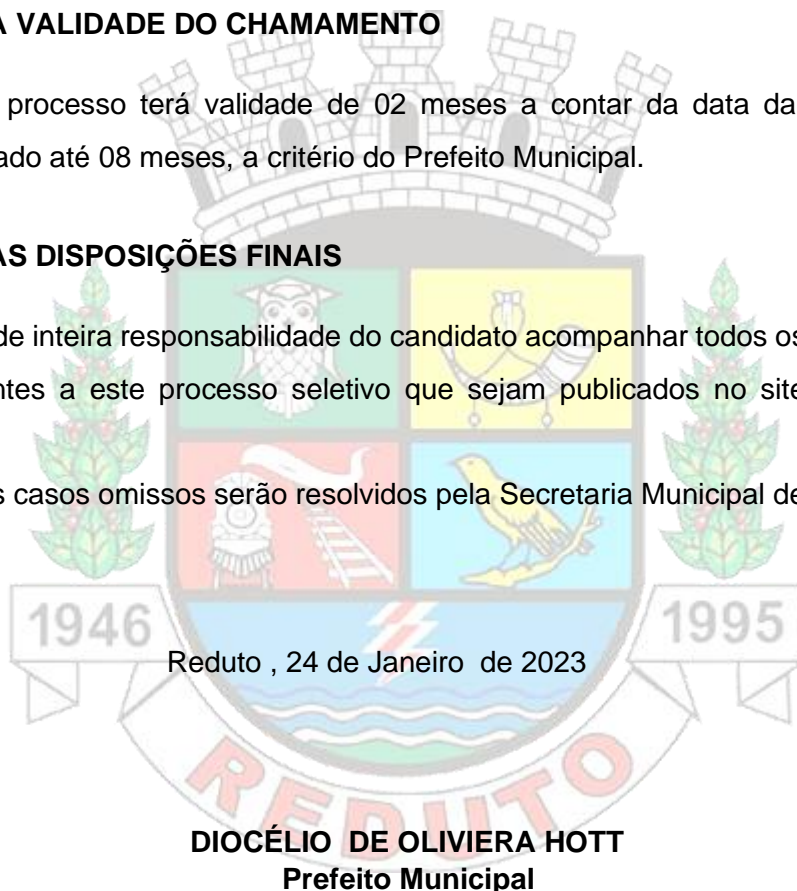 A VALIDADE DO CHAMAMENTO
processo terá validade de 02 meses a contar da data da
ado até 08 meses, a critério do Prefeito Municipal.
AS DISPOSIÇÕES FINAIS
de inteira responsabilidade do candidato acompanhar todos os
ntes a este processo seletivo que sejam publicados no site
s casos omissos serão resolvidos pela Secretaria Municipal de
1946
1995
Reduto , 24 de Janeiro de 2023
REDUTO
DIOCÉLIO DE OLIVIERA HOTT
Prefeito Municipal